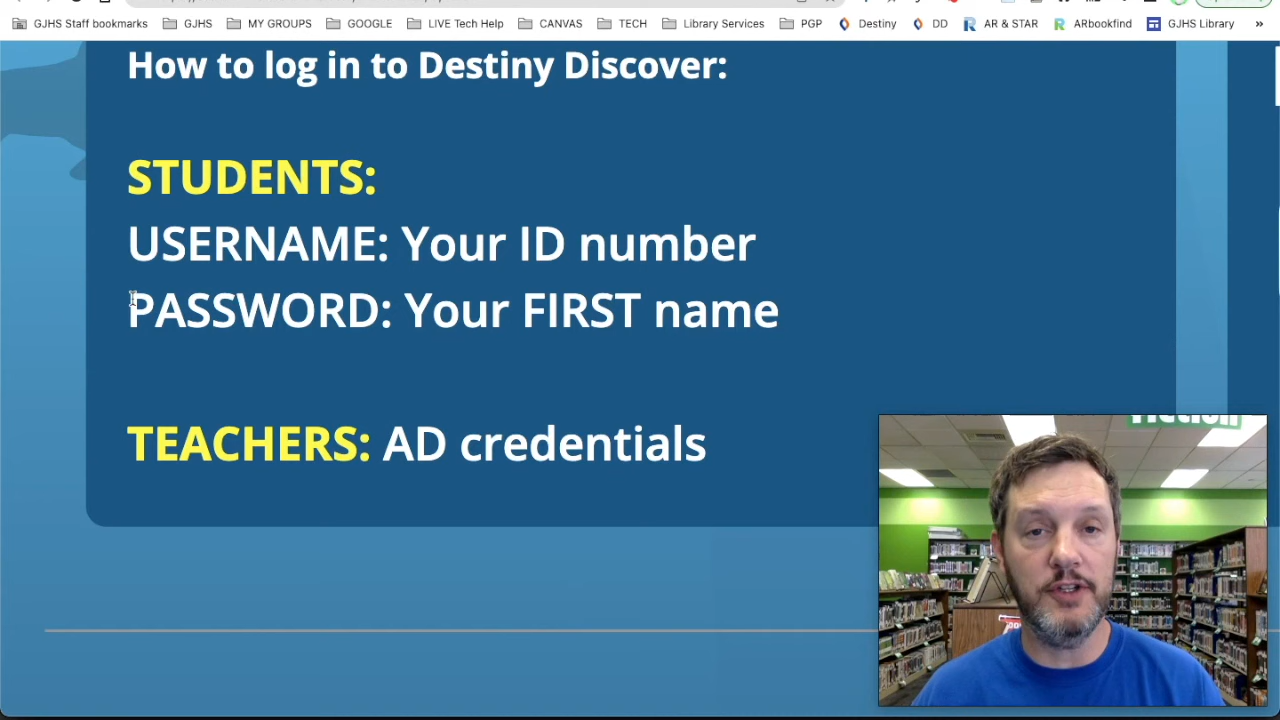 GJHS Staff bookmarks GJHS MY GROUPS GOOGLE LIVE Tech Help CANVAS TECH Library Services PGP Destiny DD AR & STAR ARbookfind GJHS Library »
How to log in to Destiny Discover:
STUDENTS:
USERNAME: Your ID number
PASSWORD: Your FIRST name
TEACHERS: AD credentials
fiction